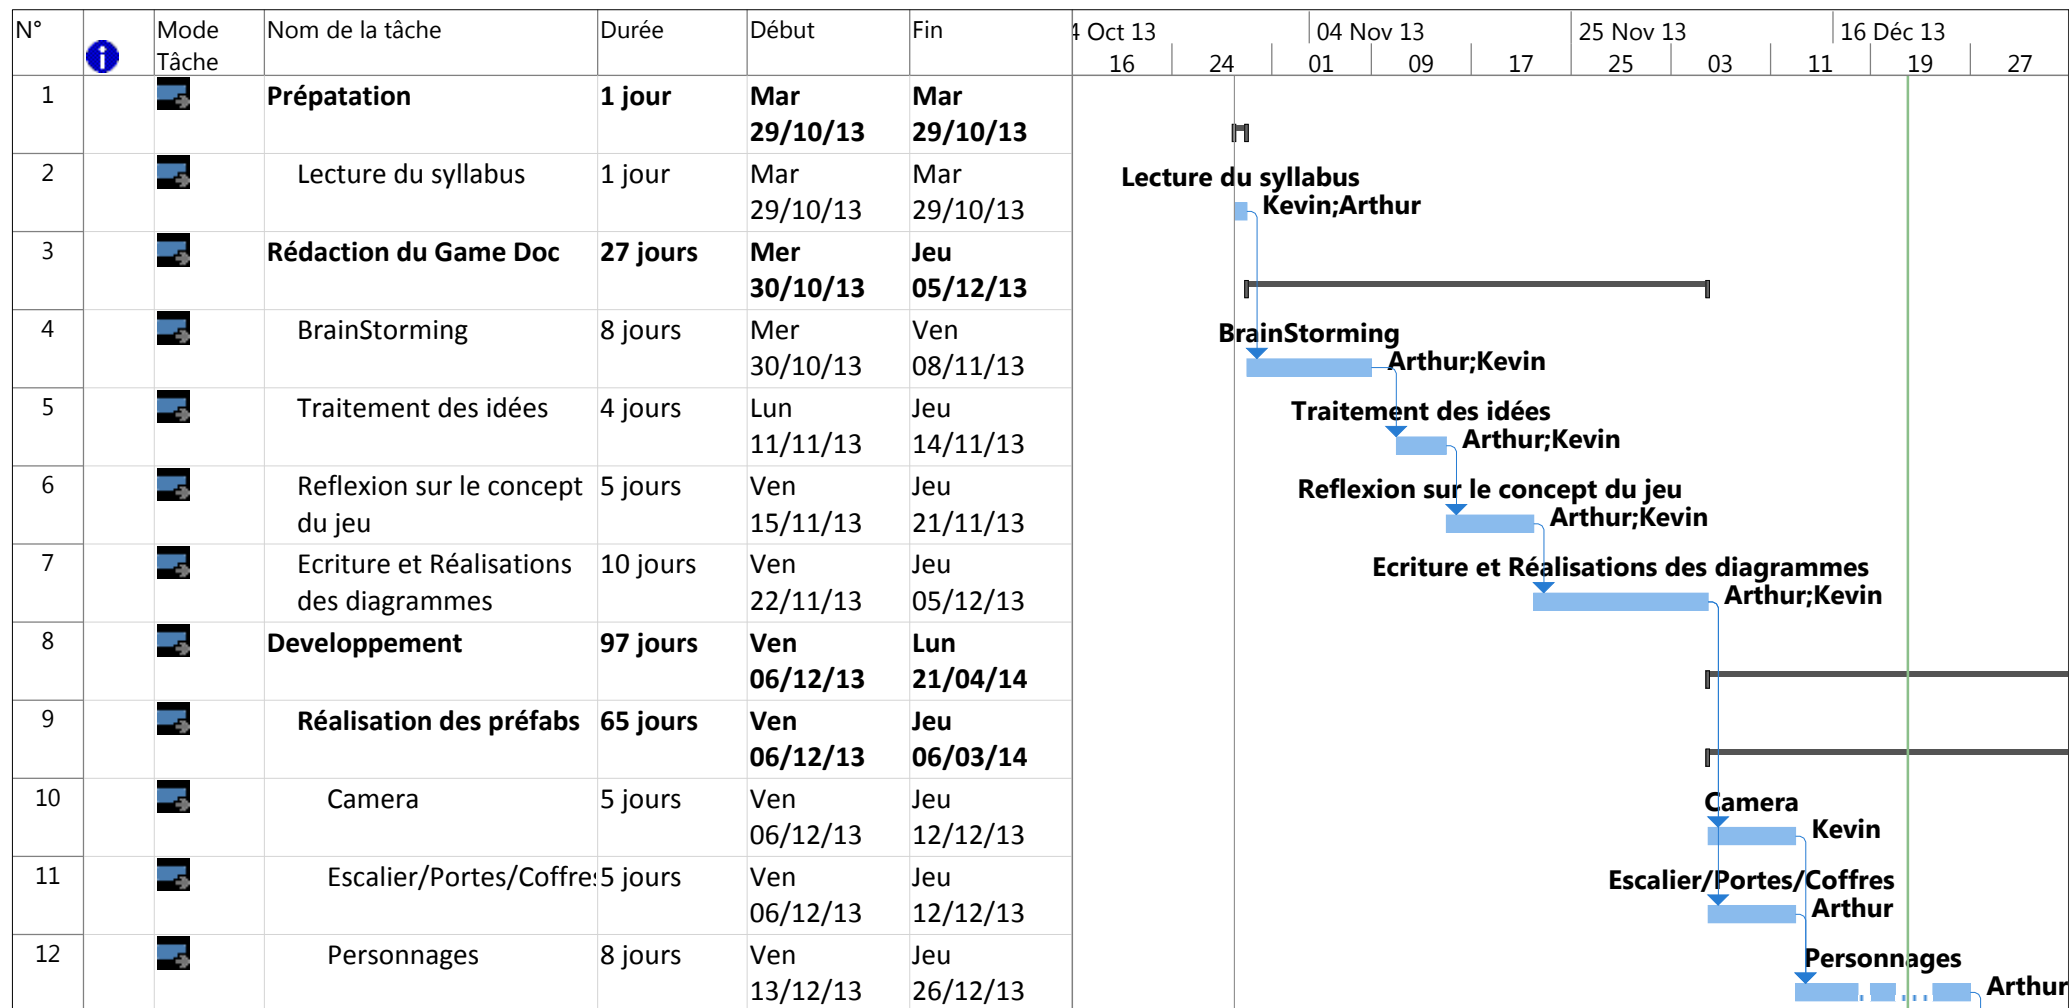 N° Mode Nom de la tâche Durée Début Fin 4 Oct 13 04 Nov 13 25 Nov 13 16 Déc 13
Tâche 16 24 01 09 17 25 03 11 19 27
1 Prépatation 1 jour Mar Mar
29/10/13 29/10/13
2 Lecture du syllabus 1 jour Mar Mar Lecture du syllabus
29/10/13 29/10/13 Kevin;Arthur
3 Rédaction du Game Doc 27 jours Mer Jeu
30/10/13 05/12/13
4 BrainStorming 8 jours Mer Ven BrainStorming
30/10/13 08/11/13 Arthur;Kevin
5 Traitement des idées 4 jours Lun Jeu Traitement des idées
11/11/13 14/11/13 Arthur;Kevin
6 Reflexion sur le concept 5 jours Ven Jeu Reflexion sur le concept du jeu
du jeu 15/11/13 21/11/13 Arthur;Kevin
7 Ecriture et Réalisations 10 jours Ven Jeu Ecriture et Réalisations des diagrammes
des diagrammes 22/11/13 05/12/13 Arthur;Kevin
8 Developpement 97 jours Ven Lun
06/12/13 21/04/14
9 Réalisation des préfabs 65 jours Ven Jeu
06/12/13 06/03/14
10 Camera 5 jours Ven Jeu Camera
06/12/13 12/12/13 Kevin
11 Escalier/Portes/Coffres 5 jours Ven Jeu Escalier/Portes/Coffres
06/12/13 12/12/13 Arthur
12 Personnages 8 jours Ven Jeu Personnages
13/12/13 26/12/13 Arthur